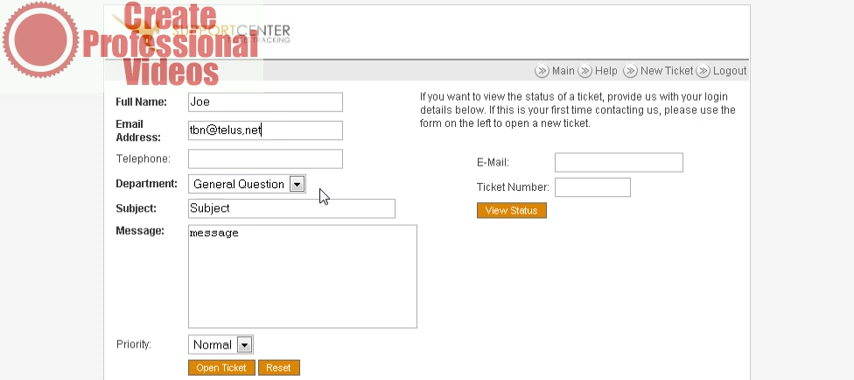 Create
Professional
Videos
SUPPORTCENTER
TRACKING
Main Help New Ticket Logout
Full Name: Joe
Email Address: tbn@telus.net
Telephone:
Department: General Question
Subject: Subject
Message: message
Priority: Normal
Open Ticket Reset
If you want to view the status of a ticket, provide us with your login
details below. If this is your first time contacting us, please use the
form on the left to open a new ticket.
E-Mail:
Ticket Number:
View Status